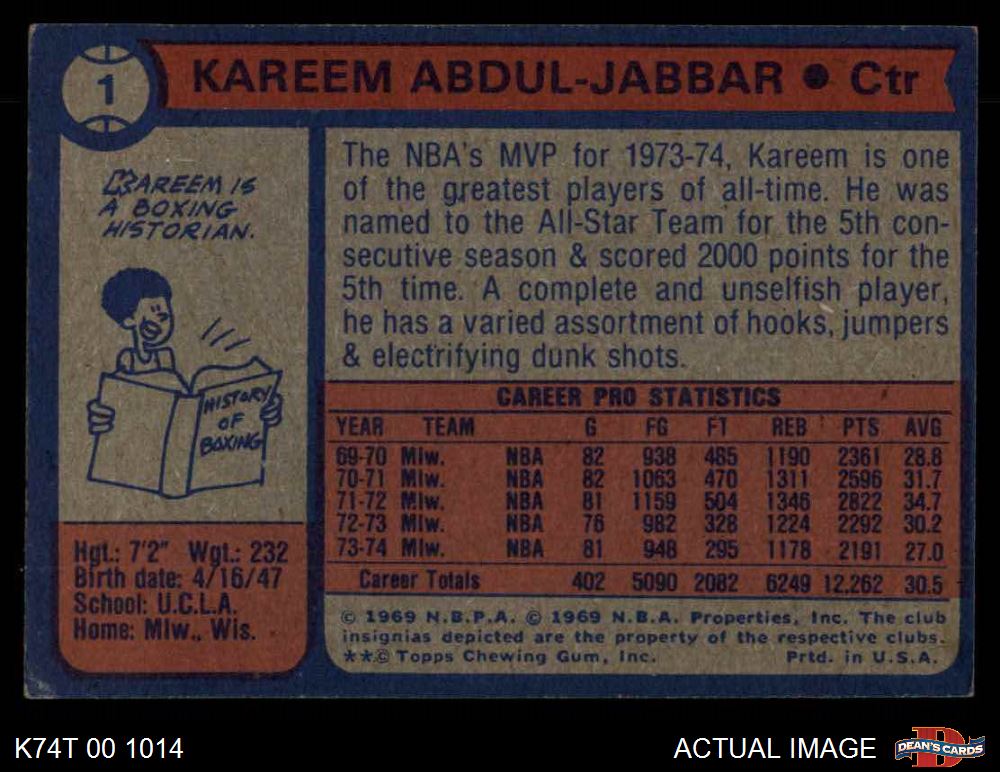 1
KAREEM ABDUL-JABBAR ● Ctr
KAREEM IS
A BOXING
HISTORIAN.
HISTORY
OF
BOXING
Hgt.: 7'2" Wgt.: 232
Birth date: 4/16/47
School: U.C.L.A.
Home: Mlw., Wis.
The NBA's MVP for 1973-74, Kareem is one
of the greatest players of all-time. He was
named to the All-Star Team for the 5th con-
secutive season & scored 2000 points for the
5th time. A complete and unselfish player,
he has a varied assortment of hooks, jumpers
& electrifying dunk shots.
CAREER PRO STATISTICS
YEAR TEAM G FG FT REB PTS AVG
69-70 Mlw. NBA 82 938 485 1190 2361 28.8
70-71 Mlw. NBA 82 1063 470 1311 2596 31.7
71-72 Mlw. NBA 81 1159 504 1346 2822 34.7
72-73 Mlw. NBA 76 982 328 1224 2292 30.2
73-74 Mlw. NBA 81 948 295 1178 2191 27.0
Career Totals 402 5090 2082 6249 12,262 30.5
© 1969 N.B.P.A. © 1969 N.B.A. Properties, Inc. The club
insignias depicted are the property of the respective clubs.
**© Topps Chewing Gum, Inc. Prtd. in U.S.A.
K74T 00 1014
ACTUAL IMAGE
D
DEAN'S CARDS